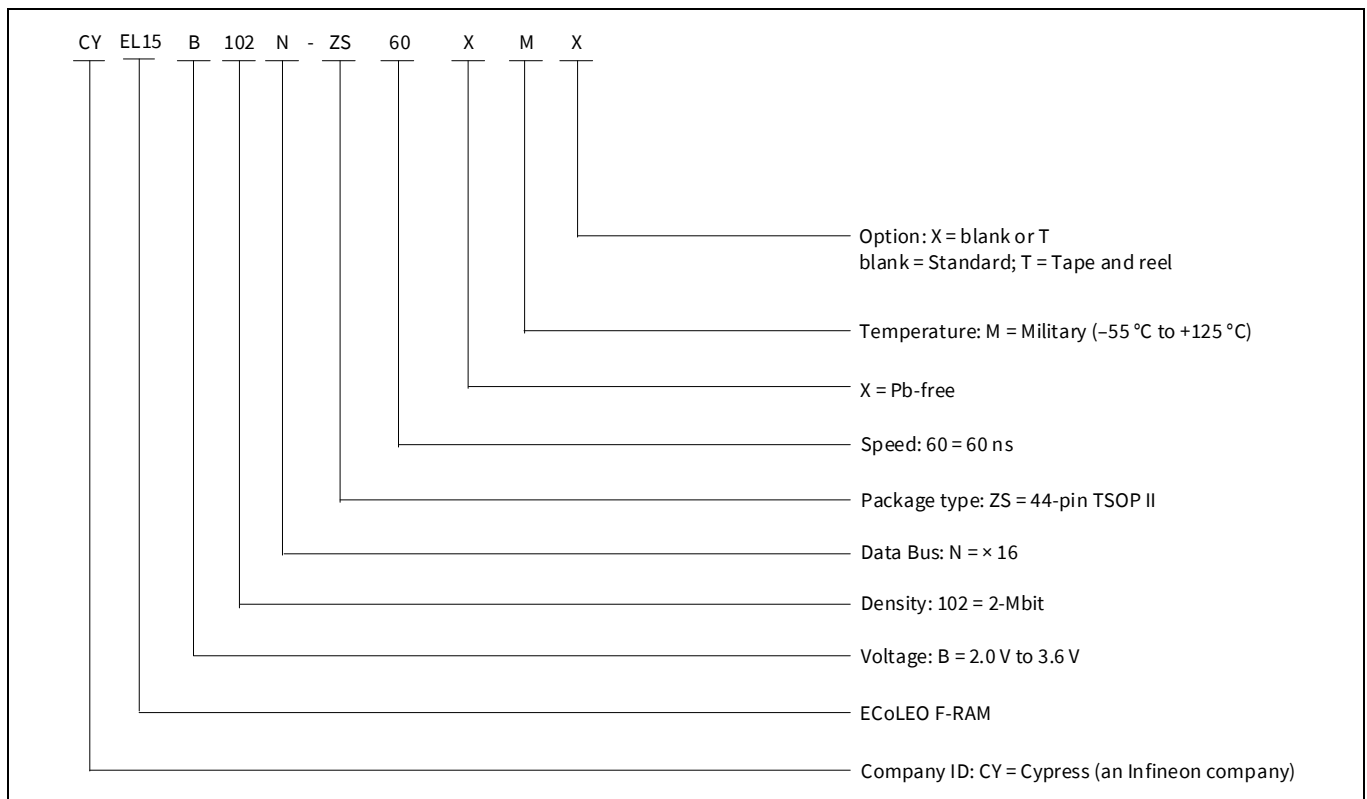 CY EL15 B 102 N - ZS 60 X M X
Option: X = blank or T
blank = Standard; T = Tape and reel
Temperature: M = Military (–55 °C to +125 °C)
X = Pb-free
Speed: 60 = 60 ns
Package type: ZS = 44-pin TSOP II
Data Bus: N = × 16
Density: 102 = 2-Mbit
Voltage: B = 2.0 V to 3.6 V
ECoLEO F-RAM
Company ID: CY = Cypress (an Infineon company)